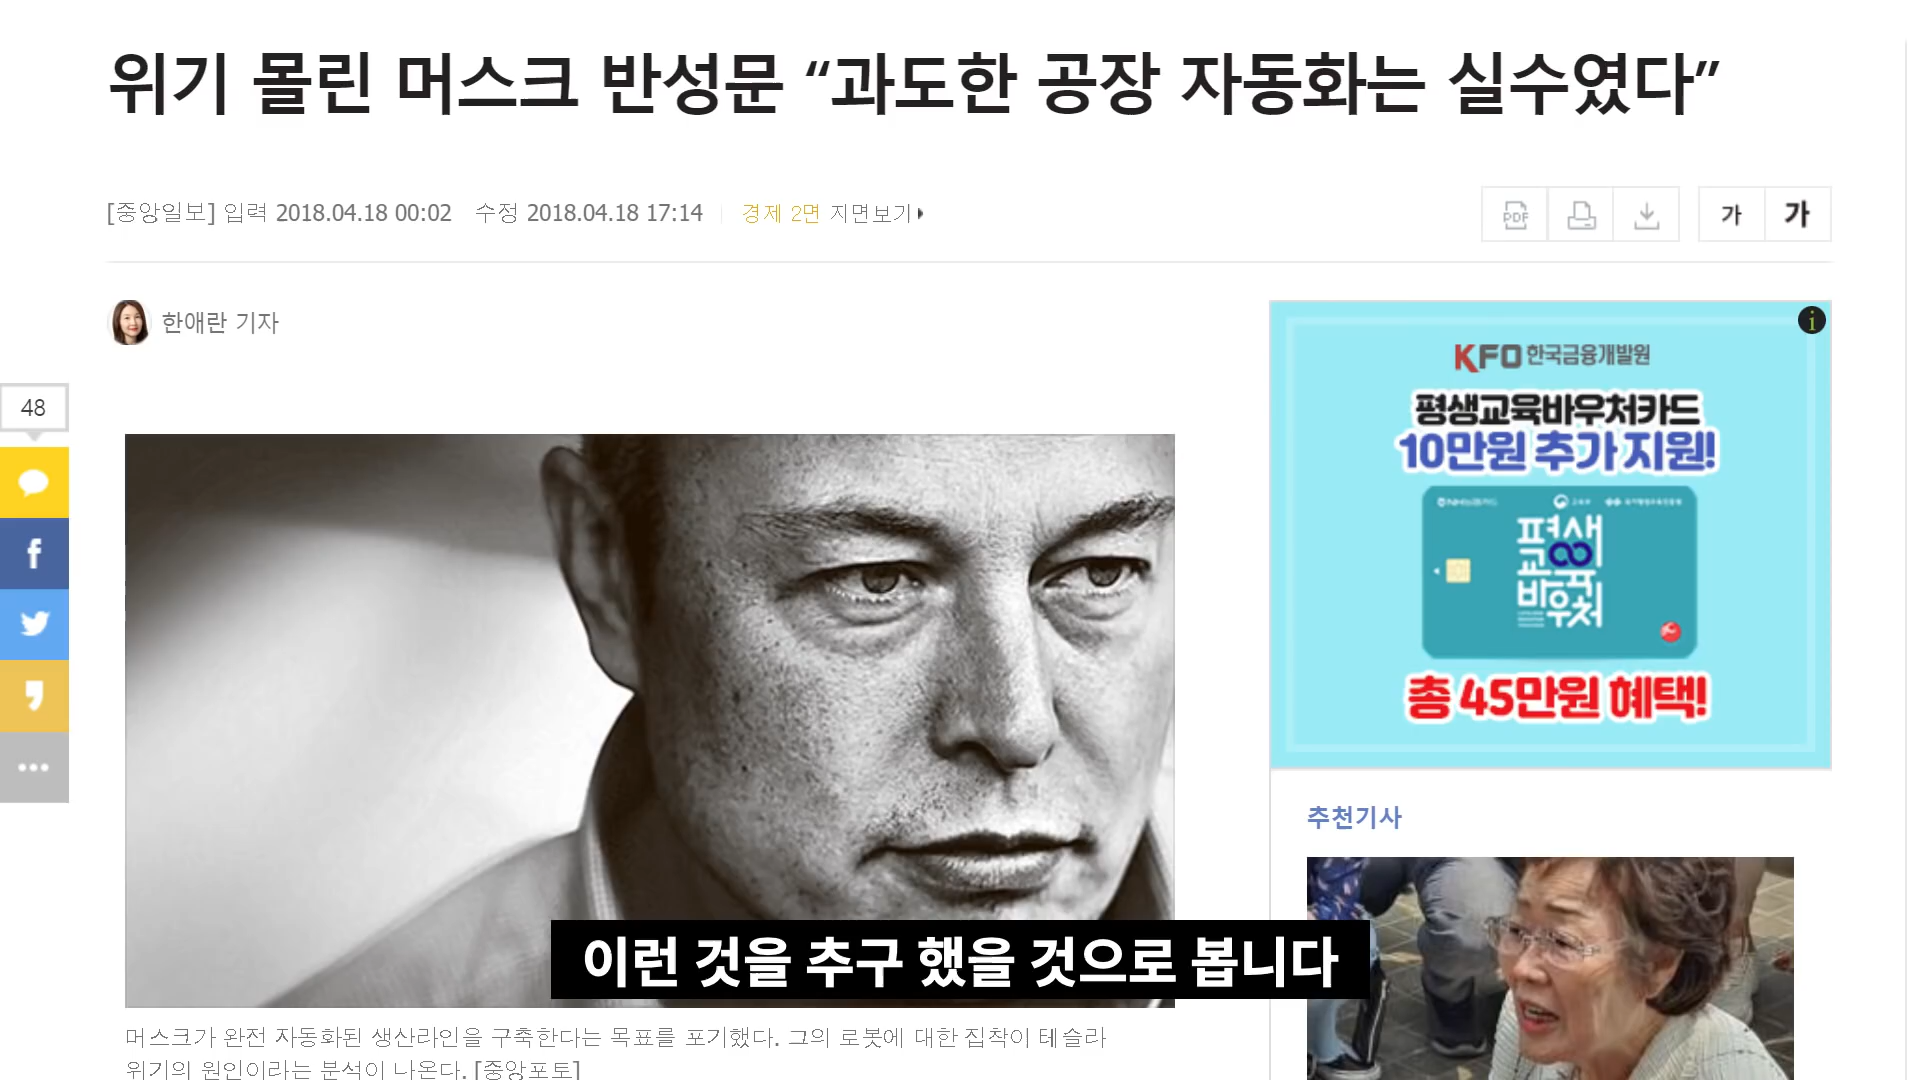 위기 몰린 머스크 반성문 “과도한 공장 자동화는 실수였다”
[중앙일보] 입력 2018.04.18 00:02 수정 2018.04.18 17:14 경제 2면 지면보기
PDF
가 가
한애란 기자
48
KFO 한국금융개발원
평생교육바우처카드
10만원 추가 지원!
평생
교육
바우처
총 45만원 혜택!
추천기사
이런 것을 추구 했을 것으로 봅니다
머스크가 완전 자동화된 생산라인을 구축한다는 목표를 포기했다. 그의 로봇에 대한 집착이 테슬라
위기의 원인이라는 분석이 나온다. [중앙포토]